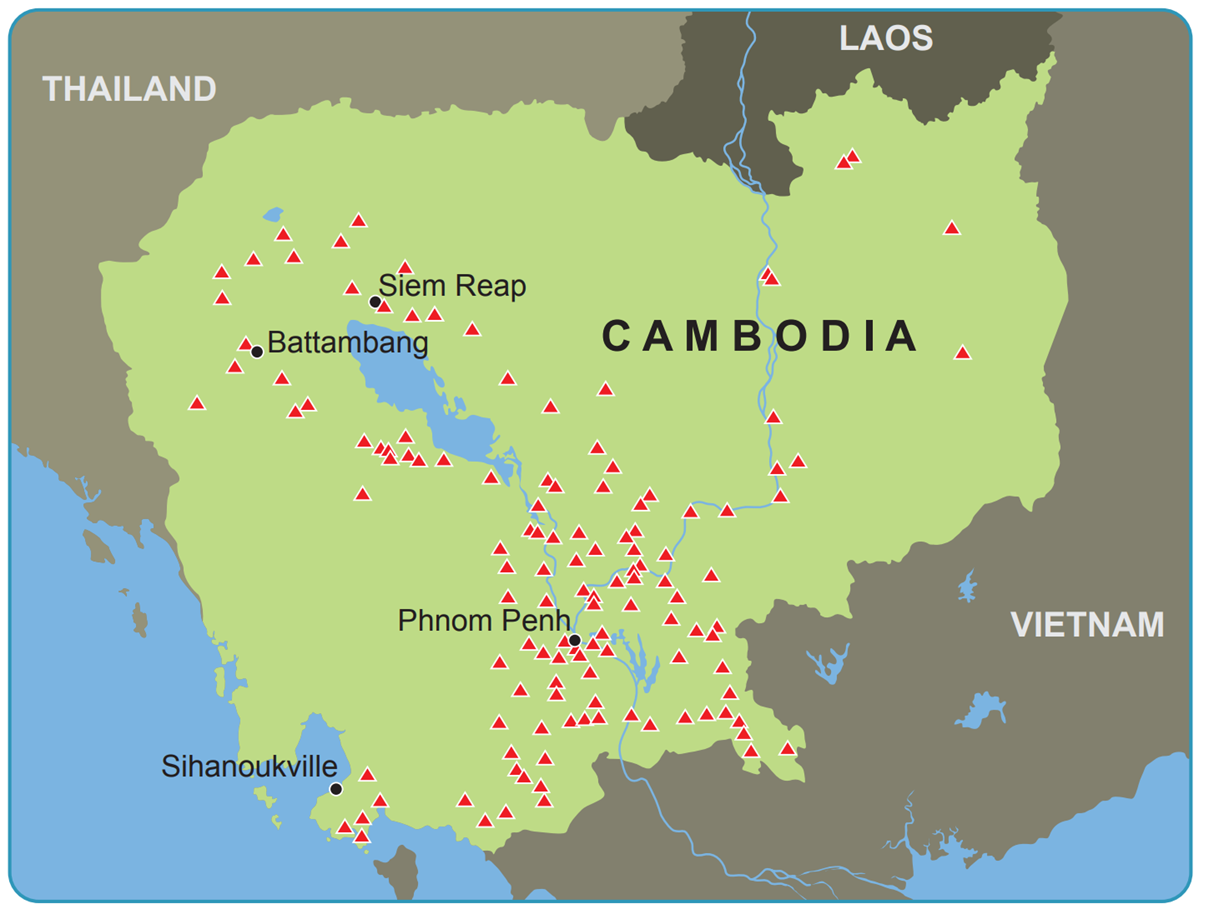 LAOS
THAILAND
Siem Reap
CAMBODIA
Battambang
Phnom Penh
VIETNAM
Sihanoukville